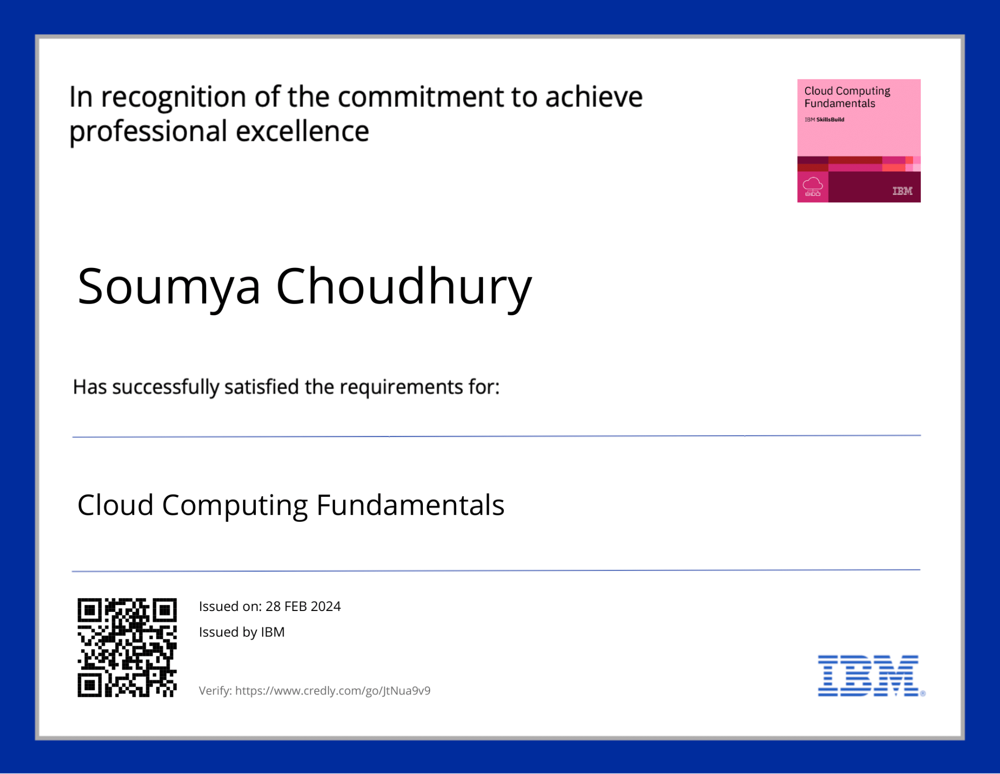 In recognition of the commitment to achieve
professional excellence
Cloud Computing
Fundamentals
IBM SkillsBuild
IBM
Soumya Choudhury
Has successfully satisfied the requirements for:
Cloud Computing Fundamentals
Issued on: 28 FEB 2024
Issued by IBM
Verify: https://www.credly.com/go/JtNua9v9
IBM®